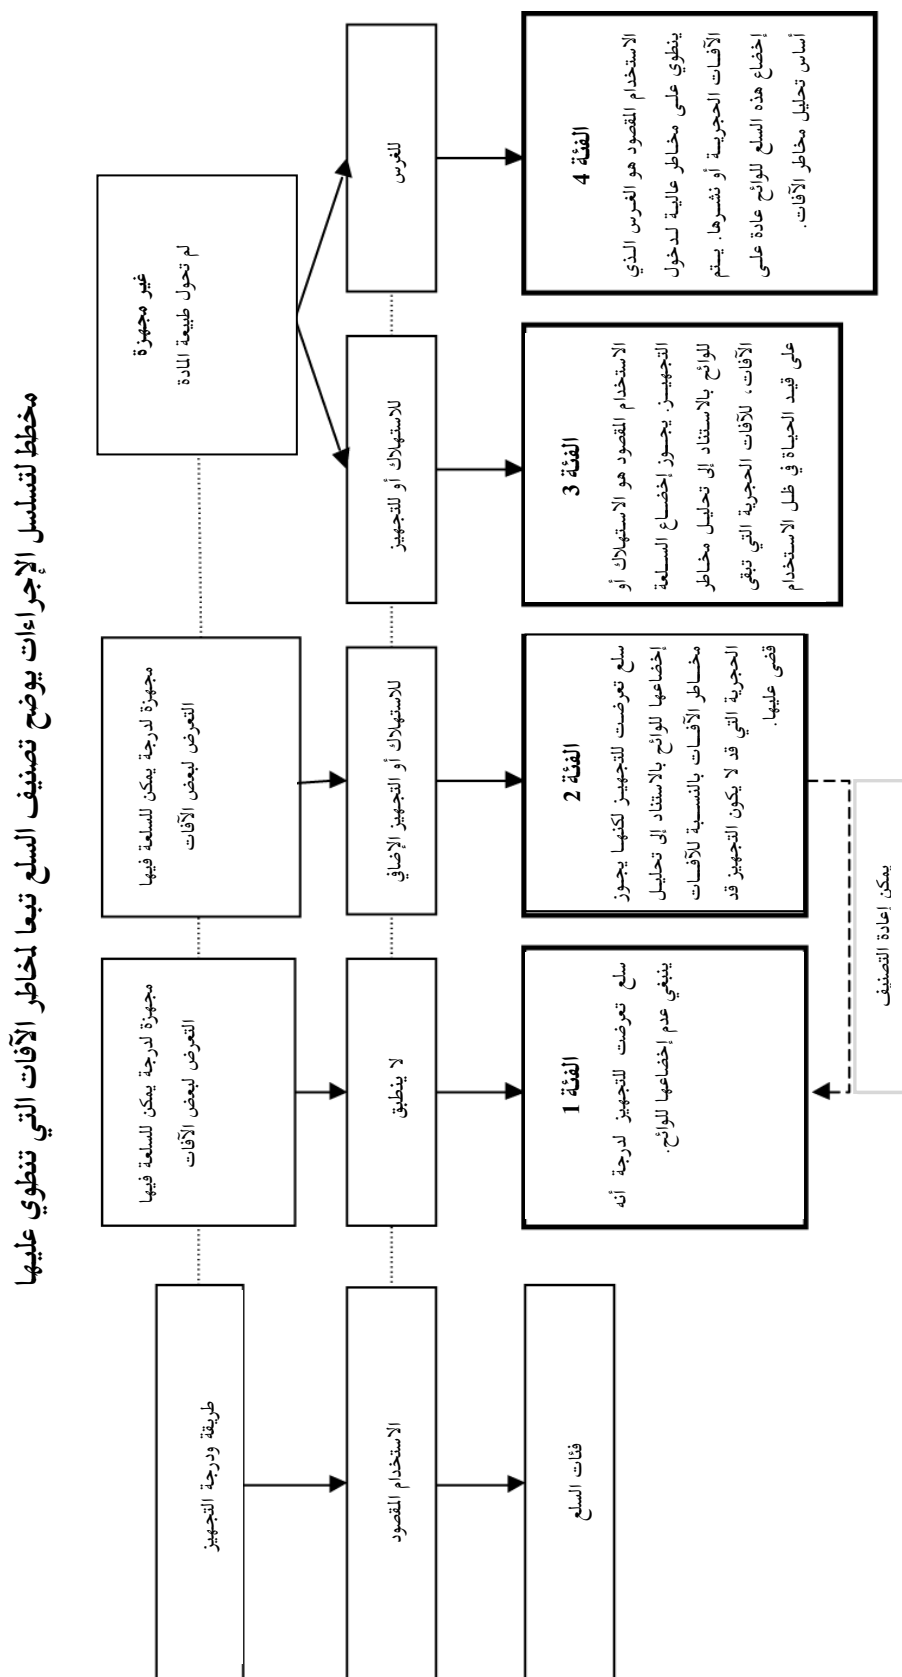 مخطط لتسلسل الإجراءات يوضح تصنيف السلع تبعا لمخاطر الآفات التي تنطوي عليها
طريقة ودرجة التجهيز
مجهزة لدرجة يمكن للسلعة فيها
التعرض لبعض الآفات
مجهزة لدرجة يمكن للسلعة فيها
التعرض لبعض الآفات
غير مجهزة
لم تحول طبيعة المادة
الاستخدام المقصود
لا ينطبق
للاستهلاك أو التجهيز الإضافي
للاستهلاك أو للتجهيز
للغرس
فئات السلع
الفئة 1
سلع تعرضت للتجهيز لدرجة أنه
ينبغي عدم إخضاعها للوائح.
الفئة 2
سلع تعرضت للتجهيز لكنها يجوز
إخضاعها للوائح بالاستناد إلى تحليل
مخاطر الآفات بالنسبة للآفات
الحجرية التي قد لا يكون التجهيز قد
قضى عليها.
الفئة 3
الاستخدام المقصود هو الاستهلاك أو
التجهيز. يجوز إخضاع السلعة
للوائح بالاستناد إلى تحليل مخاطر
الآفات، للآفات الحجرية التي تبقى
على قيد الحياة في ظل الاستخدام
الفئة 4
الاستخدام المقصود هو الغرس الذي
ينطوي على مخاطر عالية لدخول
الآفات الحجرية أو نشرها. يتم
إخضاع هذه السلع للوائح عادة على
أساس تحليل مخاطر الآفات.
يمكن إعادة التصنيف